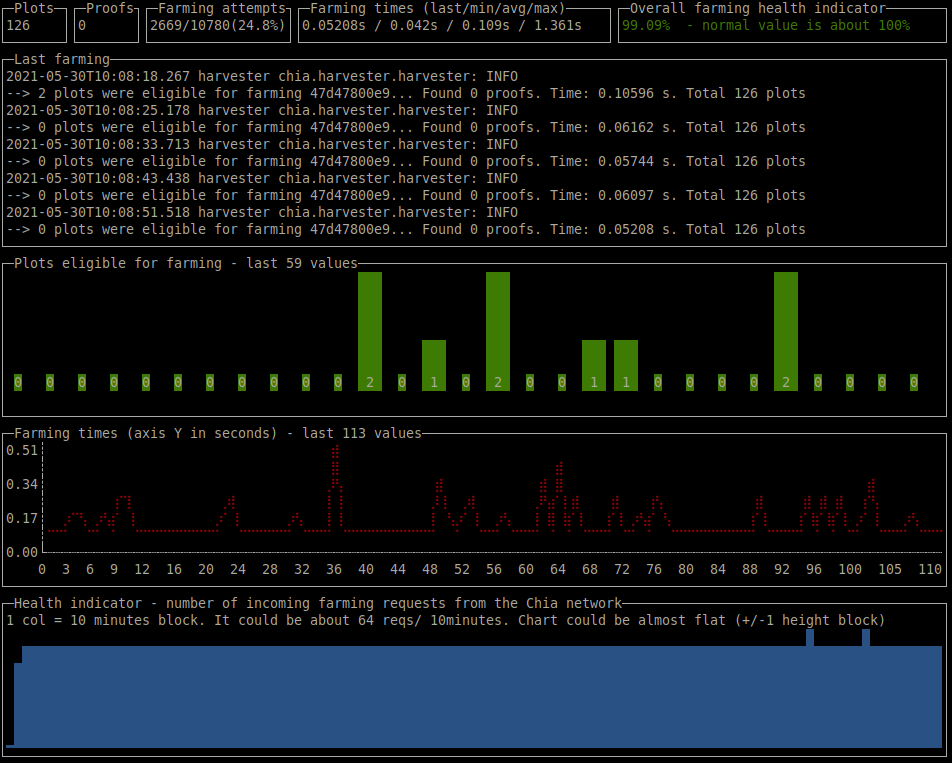 Plots
126
Proofs
0
Farming attempts
2669/10780(24.8%)
Farming times (last/min/avg/max)
0.05208s / 0.042s / 0.109s / 1.361s
Overall farming health indicator
99.09%  - normal value is about 100%
Last farming
2021-05-30T10:08:18.267 harvester chia.harvester.harvester: INFO
--> 2 plots were eligible for farming 47d47800e9... Found 0 proofs. Time: 0.10596 s. Total 126 plots
2021-05-30T10:08:25.178 harvester chia.harvester.harvester: INFO
--> 0 plots were eligible for farming 47d47800e9... Found 0 proofs. Time: 0.06162 s. Total 126 plots
2021-05-30T10:08:33.713 harvester chia.harvester.harvester: INFO
--> 0 plots were eligible for farming 47d47800e9... Found 0 proofs. Time: 0.05744 s. Total 126 plots
2021-05-30T10:08:43.438 harvester chia.harvester.harvester: INFO
--> 0 plots were eligible for farming 47d47800e9... Found 0 proofs. Time: 0.06097 s. Total 126 plots
2021-05-30T10:08:51.518 harvester chia.harvester.harvester: INFO
--> 0 plots were eligible for farming 47d47800e9... Found 0 proofs. Time: 0.05208 s. Total 126 plots
Plots eligible for farming - last 59 values
0 0 0 0 0 0 0 0 0 0 0 2 0 1 0 2 0 0 1 1 0 0 0 0 2 0 0 0 0
Farming times (axis Y in seconds) - last 113 values
0.51
0.34
0.17
0.00
0 3 6 9 12 16 20 24 28 32 36 40 44 48 52 56 60 64 68 72 76 80 84 88 92 96 100 105 110
Health indicator - number of incoming farming requests from the Chia network
1 col = 10 minutes block. It could be about 64 reqs/ 10minutes. Chart could be almost flat (+/-1 height block)